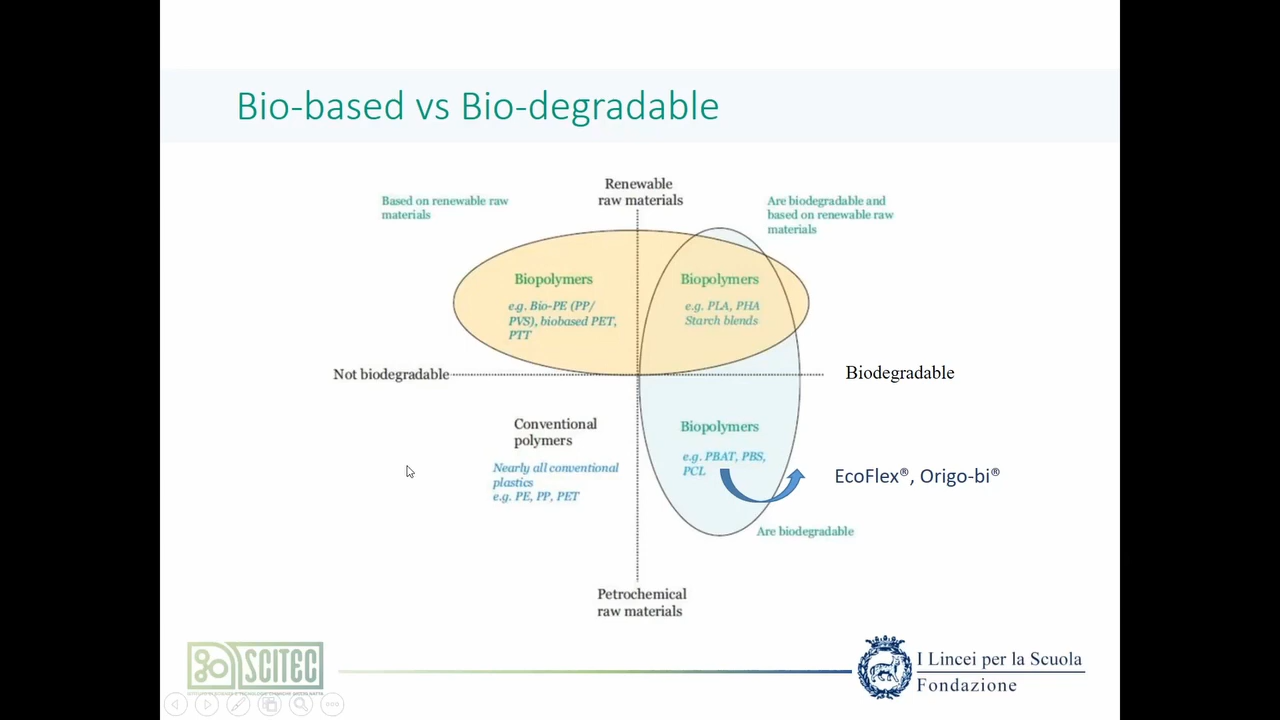 Bio-based vs Bio-degradable
Renewable
raw materials
Based on renewable raw
materials
Are biodegradable and
based on renewable raw
materials
Biopolymers
e.g. Bio-PE (PP/
PVS), biobased PET,
PTT
Biopolymers
e.g. PLA, PHA
Starch blends
Not biodegradable
Biodegradable
Conventional
polymers
Nearly all conventional
plastics
e.g. PE, PP, PET
Biopolymers
e.g. PBAT, PBS,
PCL
EcoFlex®, Origo-bi®
Are biodegradable
Petrochemical
raw materials
SCITEC
I Lincei per la Scuola
Fondazione